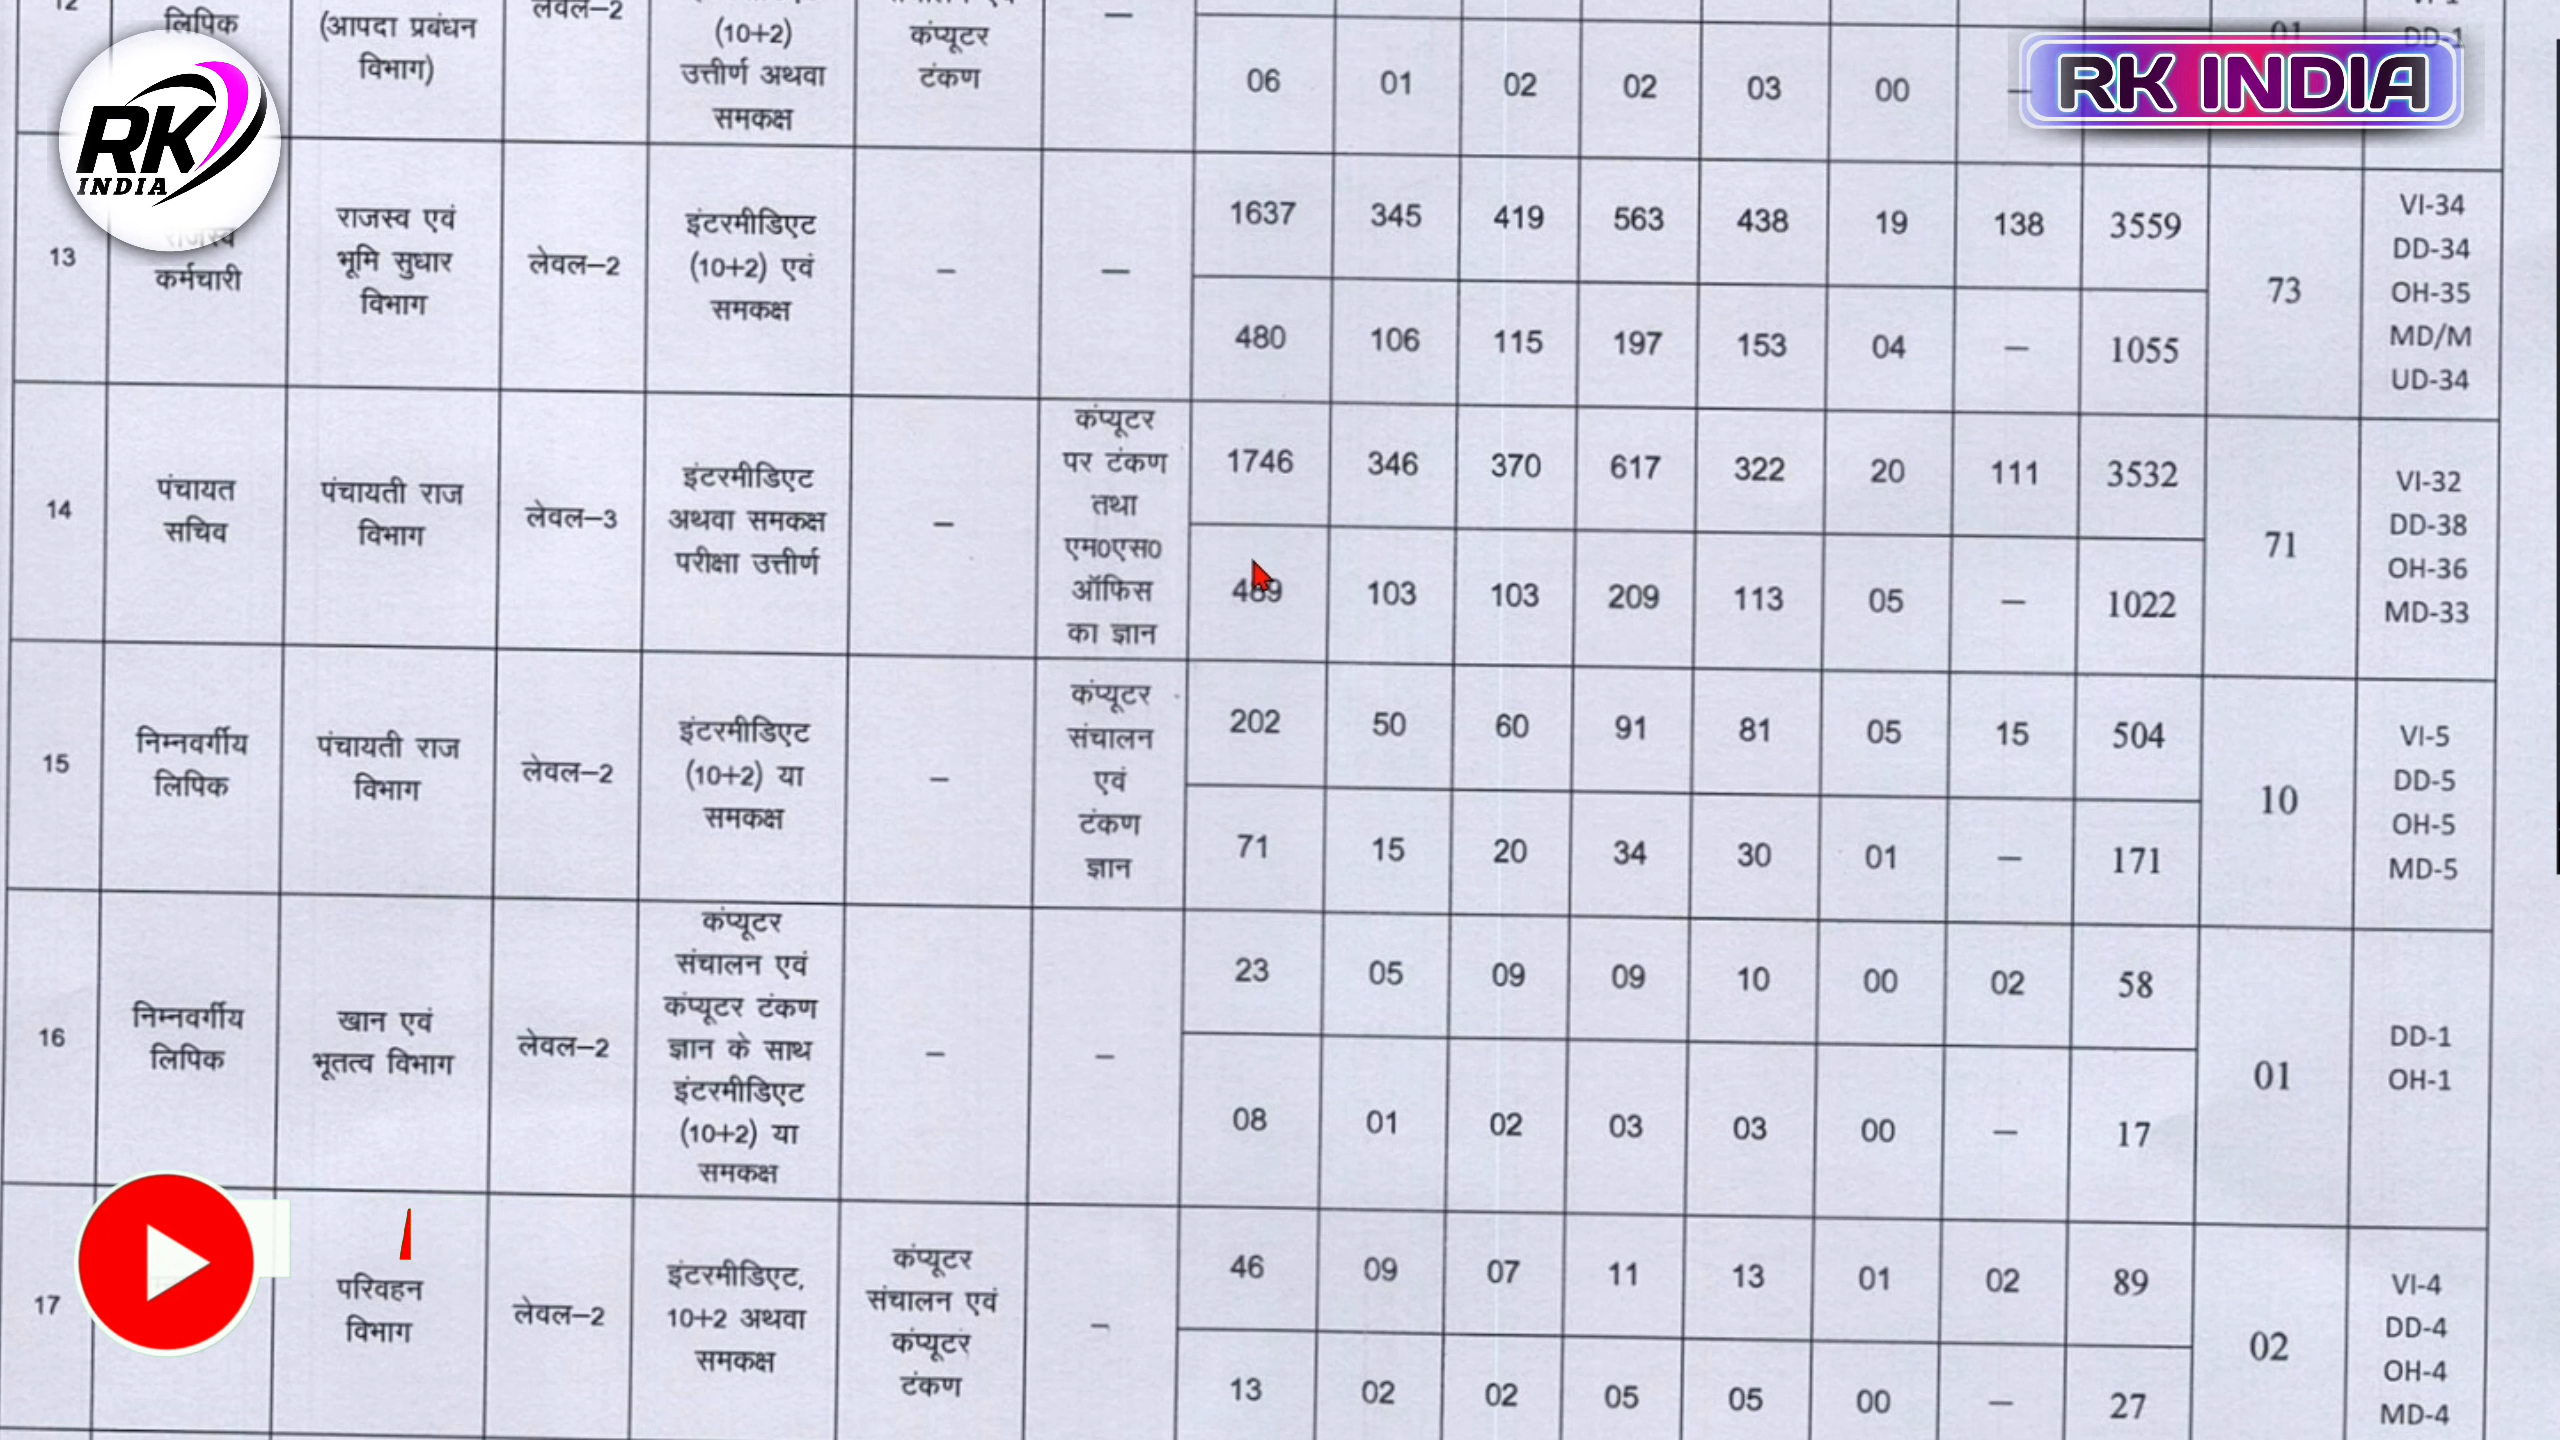 12
लिपिक
(आपदा प्रबंधन
विभाग)
लेवल–2
(10+2)
उत्तीर्ण अथवा
समकक्ष
कंप्यूटर
टंकण
—
06 01 02 02 03 00
01
DD-1
RK
INDIA
RK INDIA
13
राजस्व
कर्मचारी
राजस्व एवं
भूमि सुधार
विभाग
लेवल–2
इंटरमीडिएट
(10+2) एवं
समकक्ष
–
—
1637 345 419 563 438 19 138 3559
480 106 115 197 153 04 — 1055
73
VI-34
DD-34
OH-35
MD/M
UD-34
14
पंचायत
सचिव
पंचायती राज
विभाग
लेवल–3
इंटरमीडिएट
अथवा समकक्ष
परीक्षा उत्तीर्ण
–
कंप्यूटर
पर टंकण
तथा
एम0एस0
ऑफिस
का ज्ञान
1746 346 370 617 322 20 111 3532
489 103 103 209 113 05 — 1022
71
VI-32
DD-38
OH-36
MD-33
15
निम्नवर्गीय
लिपिक
पंचायती राज
विभाग
लेवल–2
इंटरमीडिएट
(10+2) या
समकक्ष
–
कंप्यूटर
संचालन
एवं
टंकण
ज्ञान
202 50 60 91 81 05 15 504
71 15 20 34 30 01 — 171
10
VI-5
DD-5
OH-5
MD-5
16
निम्नवर्गीय
लिपिक
खान एवं
भूतत्व विभाग
लेवल–2
कंप्यूटर
संचालन एवं
कंप्यूटर टंकण
ज्ञान के साथ
इंटरमीडिएट
(10+2) या
समकक्ष
–
–
23 05 09 09 10 00 02 58
08 01 02 03 03 00 — 17
01
DD-1
OH-1
17
परिवहन
विभाग
लेवल–2
इंटरमीडिएट,
10+2 अथवा
समकक्ष
कंप्यूटर
संचालन एवं
कंप्यूटर
टंकण
–
46 09 07 11 13 01 02 89
13 02 02 05 05 00 — 27
02
VI-4
DD-4
OH-4
MD-4